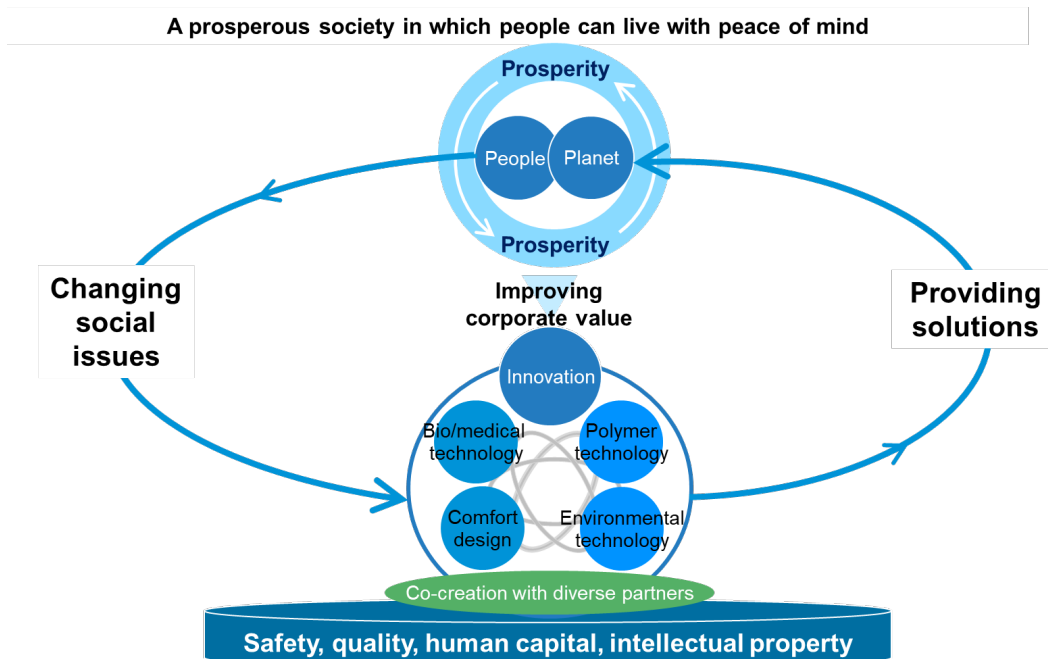 A prosperous society in which people can live with peace of mind
Prosperity
People
Planet
Prosperity
Changing
social
issues
Improving
corporate value
Providing
solutions
Innovation
Bio/medical
technology
Polymer
technology
Comfort
design
Environmental
technology
Co-creation with diverse partners
Safety, quality, human capital, intellectual property